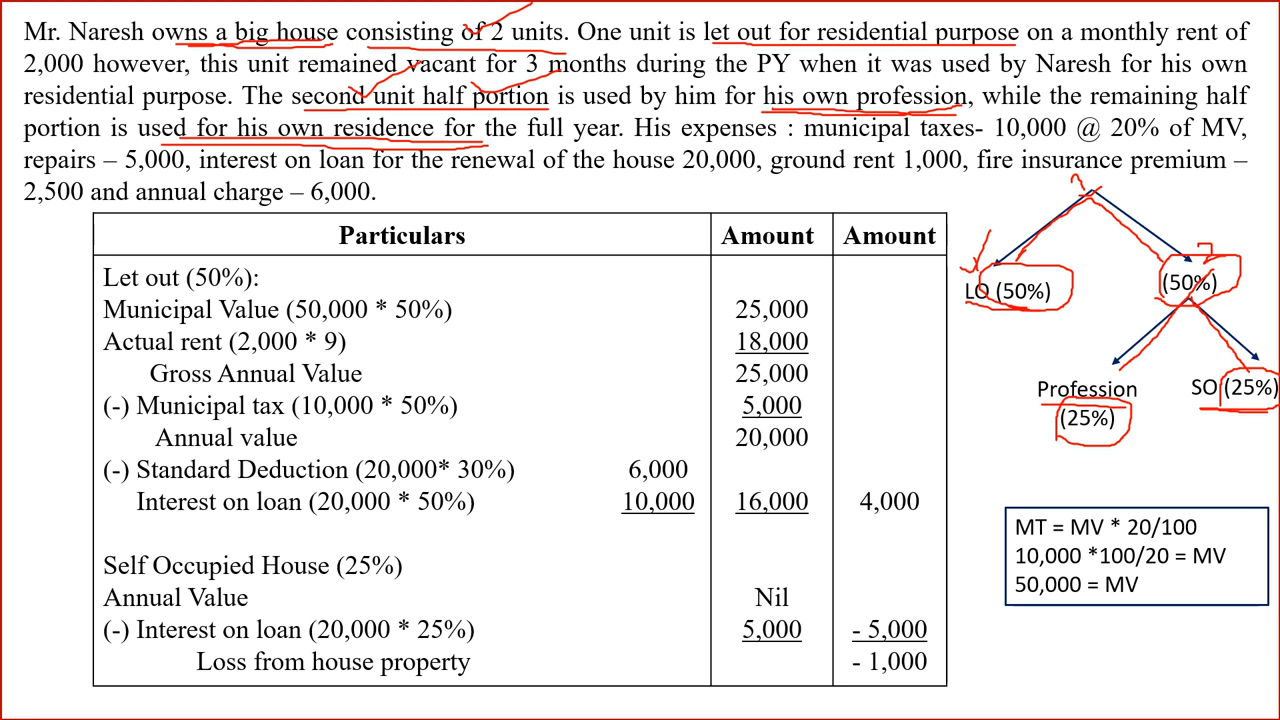 Mr. Naresh owns a big house consisting of 2 units. One unit is let out for residential purpose on a monthly rent of
2,000 however, this unit remained vacant for 3 months during the PY when it was used by Naresh for his own
residential purpose. The second unit half portion is used by him for his own profession, while the remaining half
portion is used for his own residence for the full year. His expenses : municipal taxes- 10,000 @ 20% of MV,
repairs – 5,000, interest on loan for the renewal of the house 20,000, ground rent 1,000, fire insurance premium –
2,500 and annual charge – 6,000.
Particulars Amount Amount
Let out (50%):
Municipal Value (50,000 * 50%) 25,000
Actual rent (2,000 * 9) 18,000
Gross Annual Value 25,000
(-) Municipal tax (10,000 * 50%) 5,000
Annual value 20,000
(-) Standard Deduction (20,000* 30%) 6,000
Interest on loan (20,000 * 50%) 10,000 16,000 4,000
Self Occupied House (25%)
Annual Value Nil
(-) Interest on loan (20,000 * 25%) 5,000 - 5,000
Loss from house property - 1,000
LO (50%) (50%)
Profession SO (25%)
(25%)
MT = MV * 20/100
10,000 *100/20 = MV
50,000 = MV